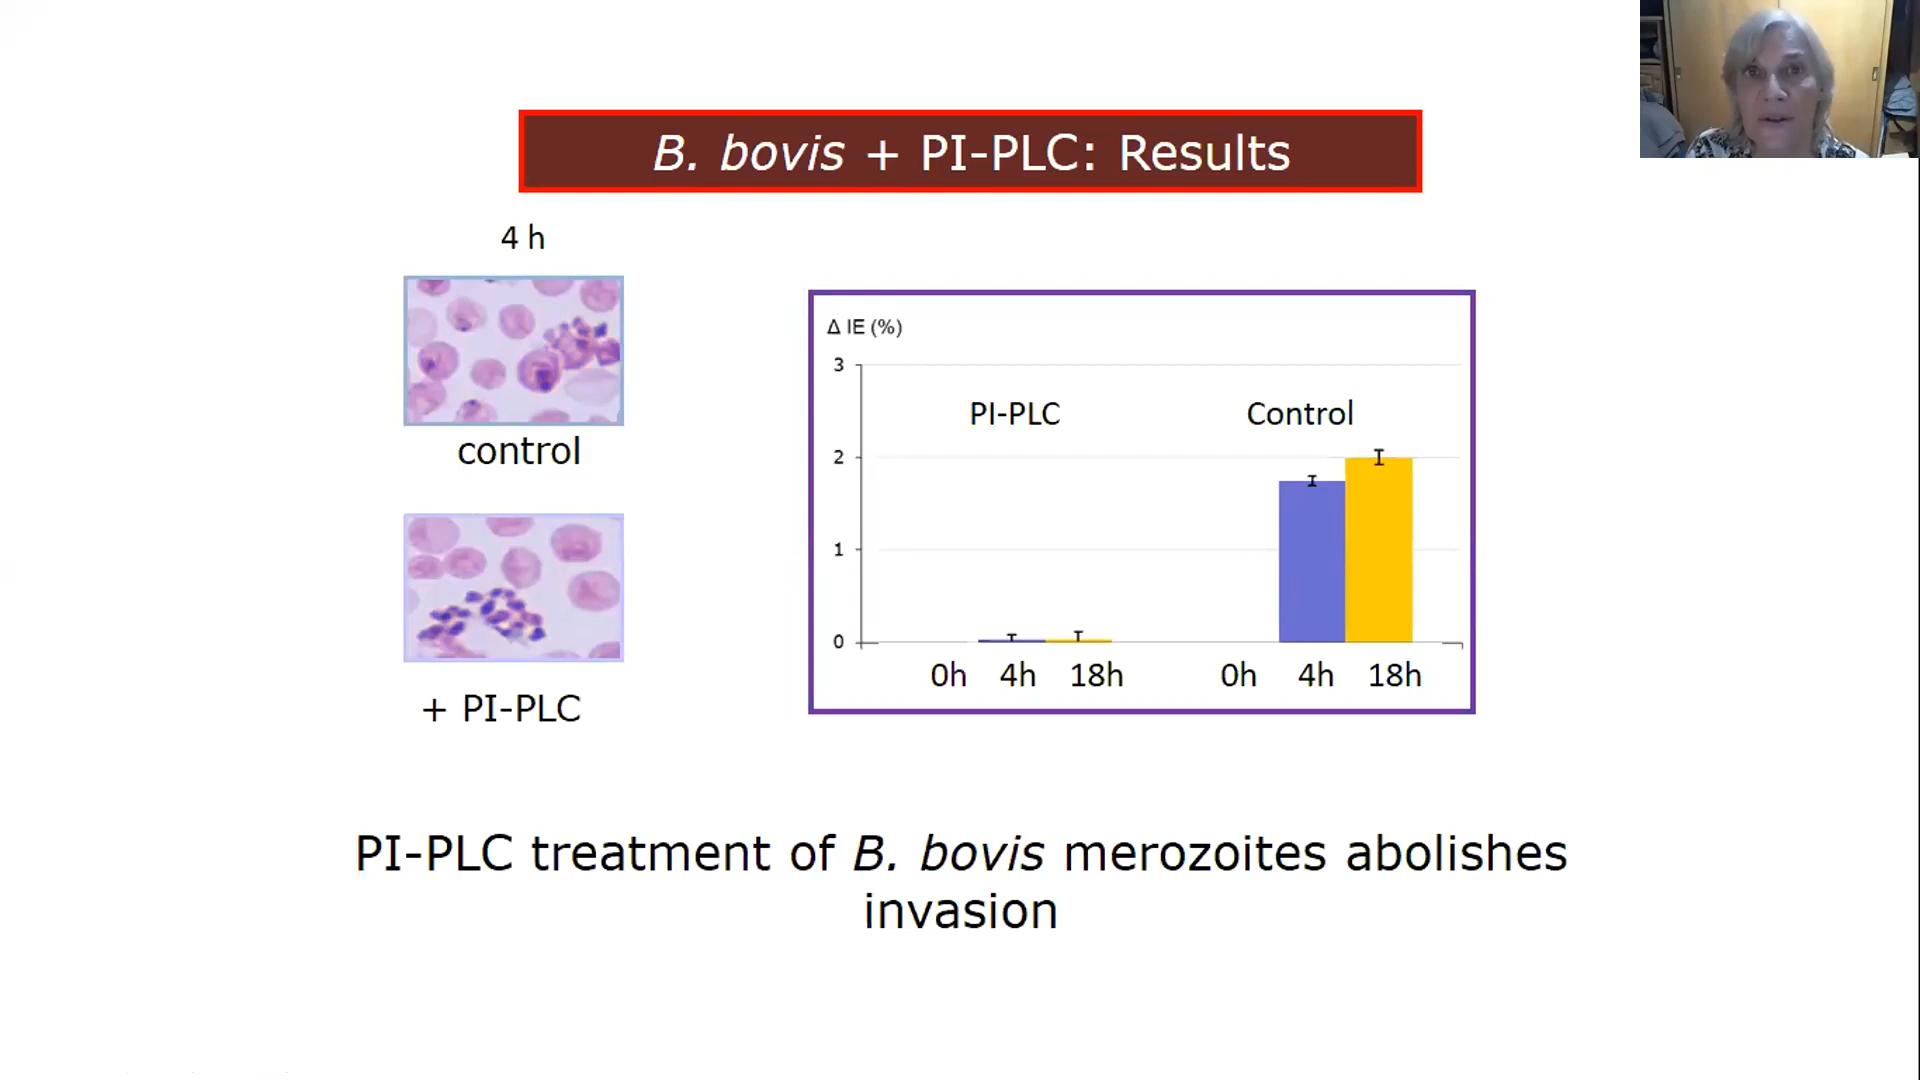 B. bovis + PI-PLC: Results
4 h
control
+ PI-PLC
Δ IE (%)
3
2
1
0
PI-PLC
Control
0h 4h 18h 0h 4h 18h
PI-PLC treatment of B. bovis merozoites abolishes
invasion